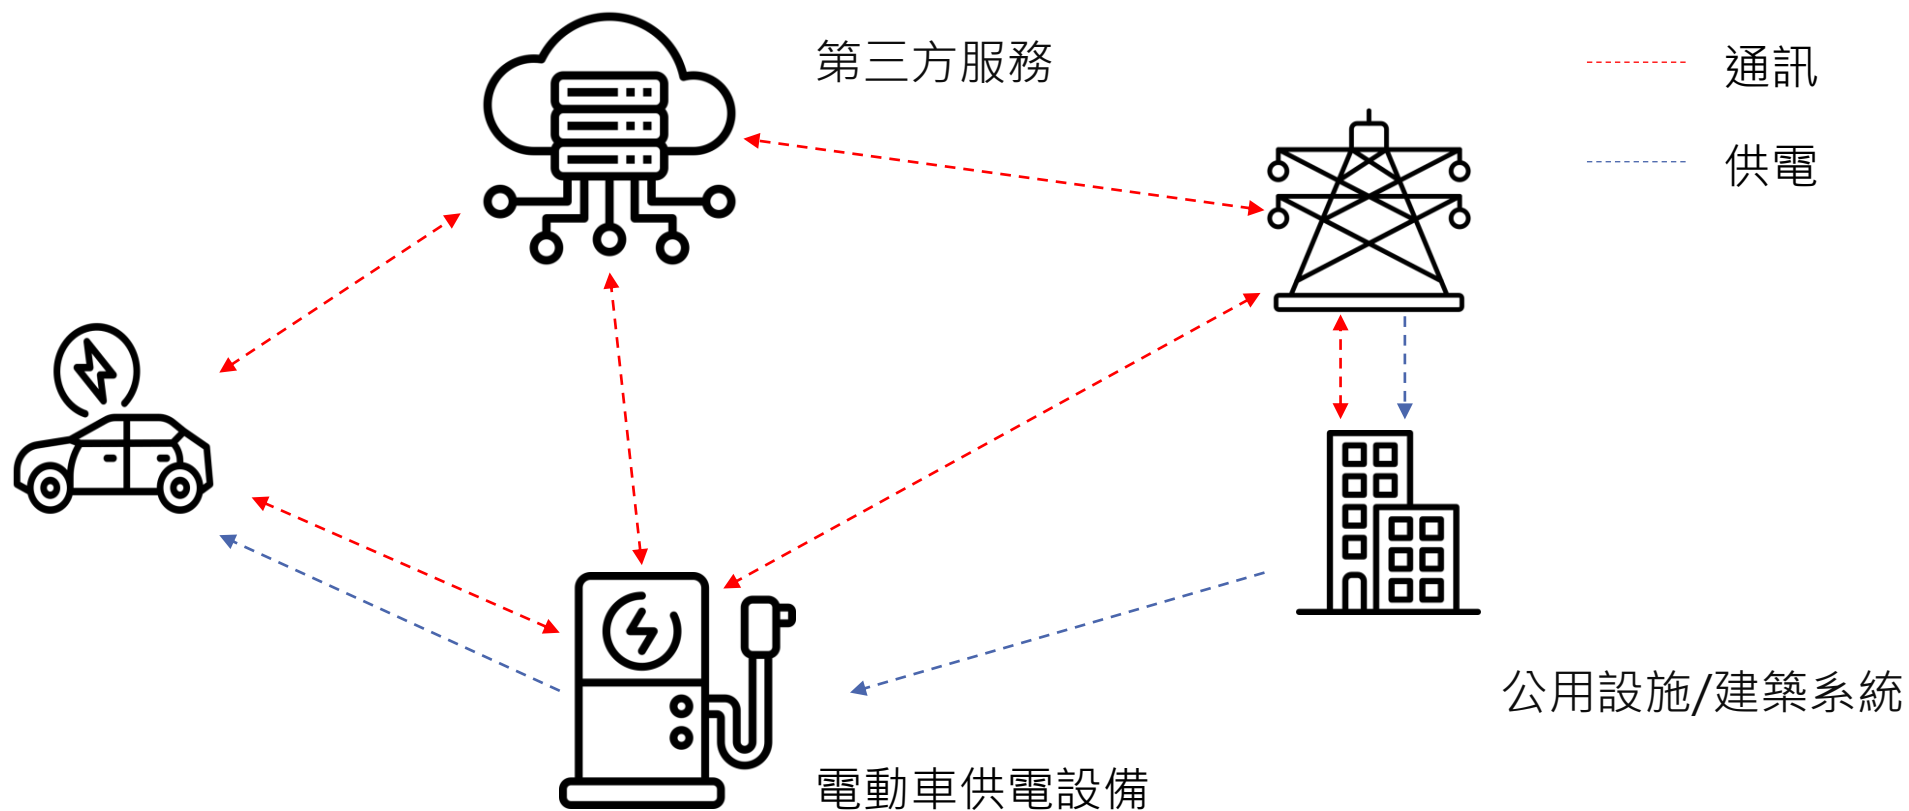 第三方服務
通訊
供電
公用設施/建築系統
電動車供電設備